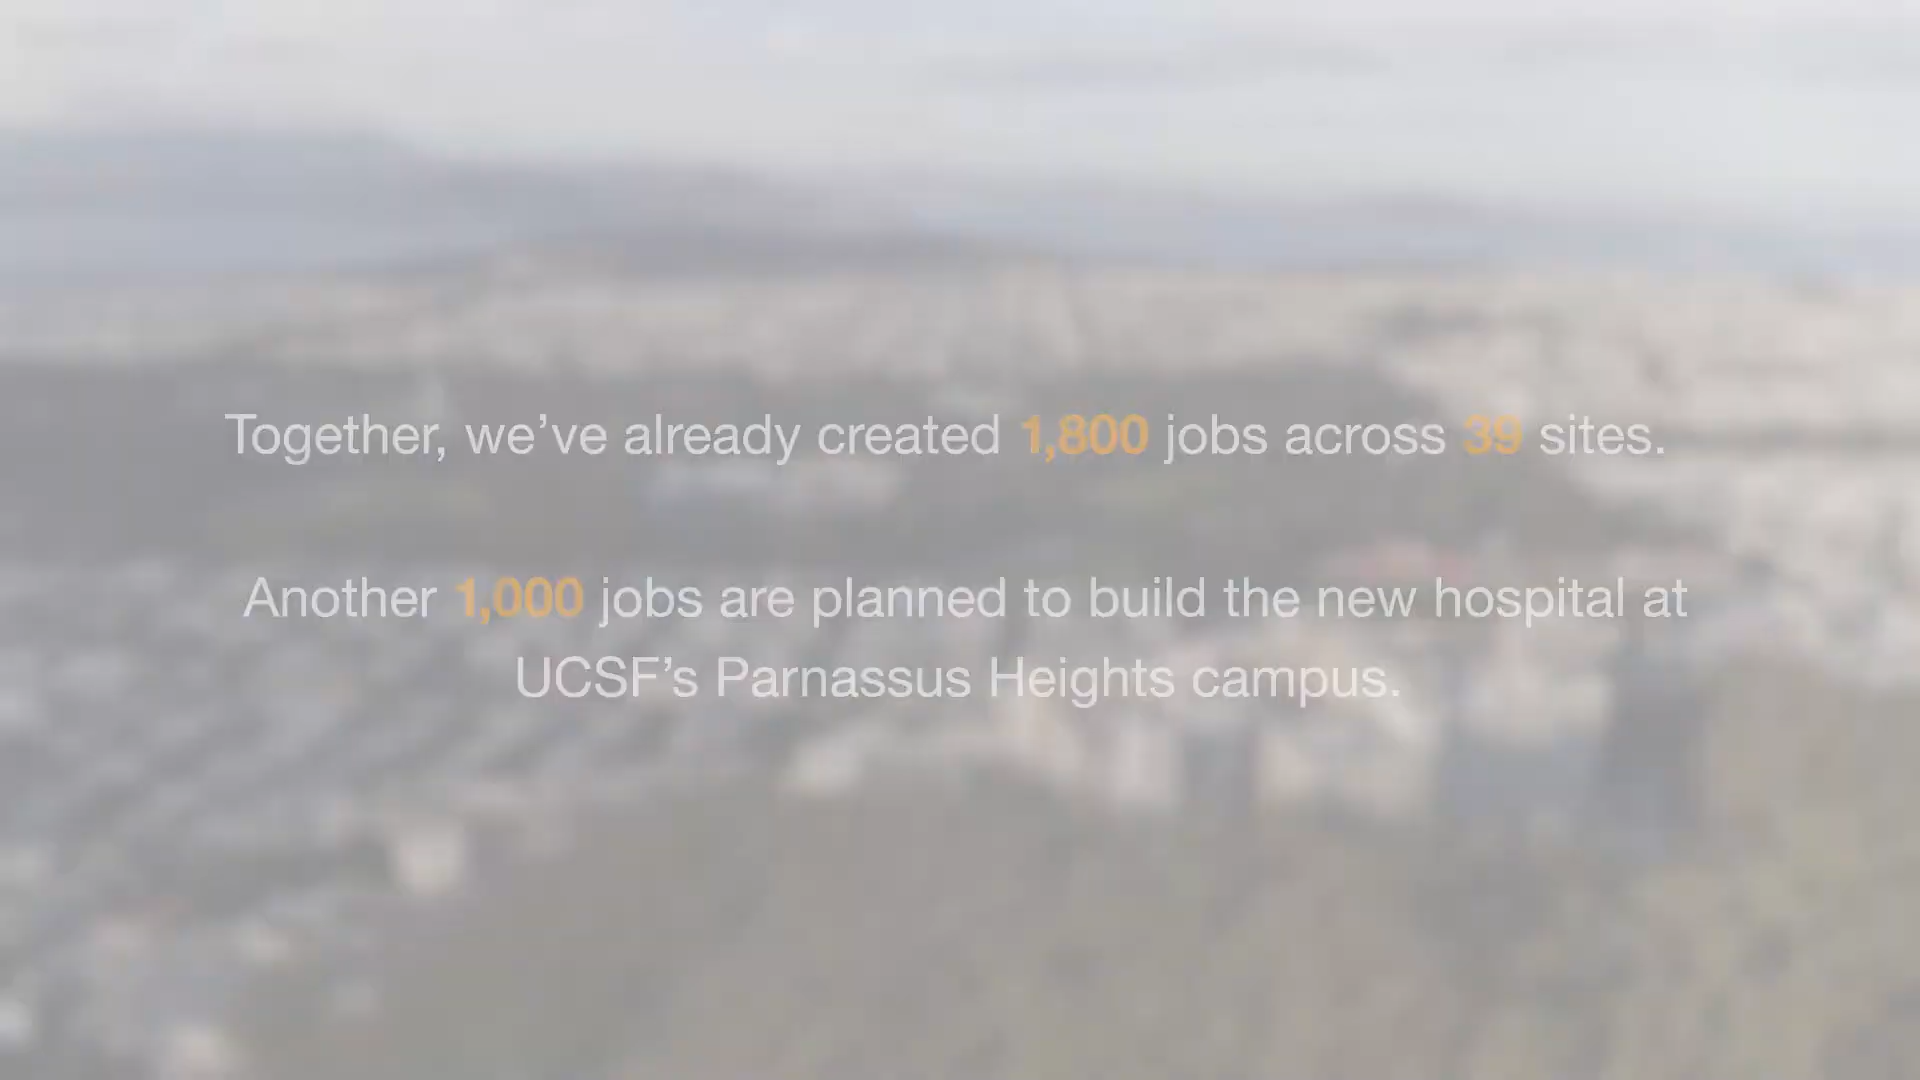 Together, we’ve already created 1,800 jobs across 39 sites.
Another 1,000 jobs are planned to build the new hospital at
UCSF’s Parnassus Heights campus.